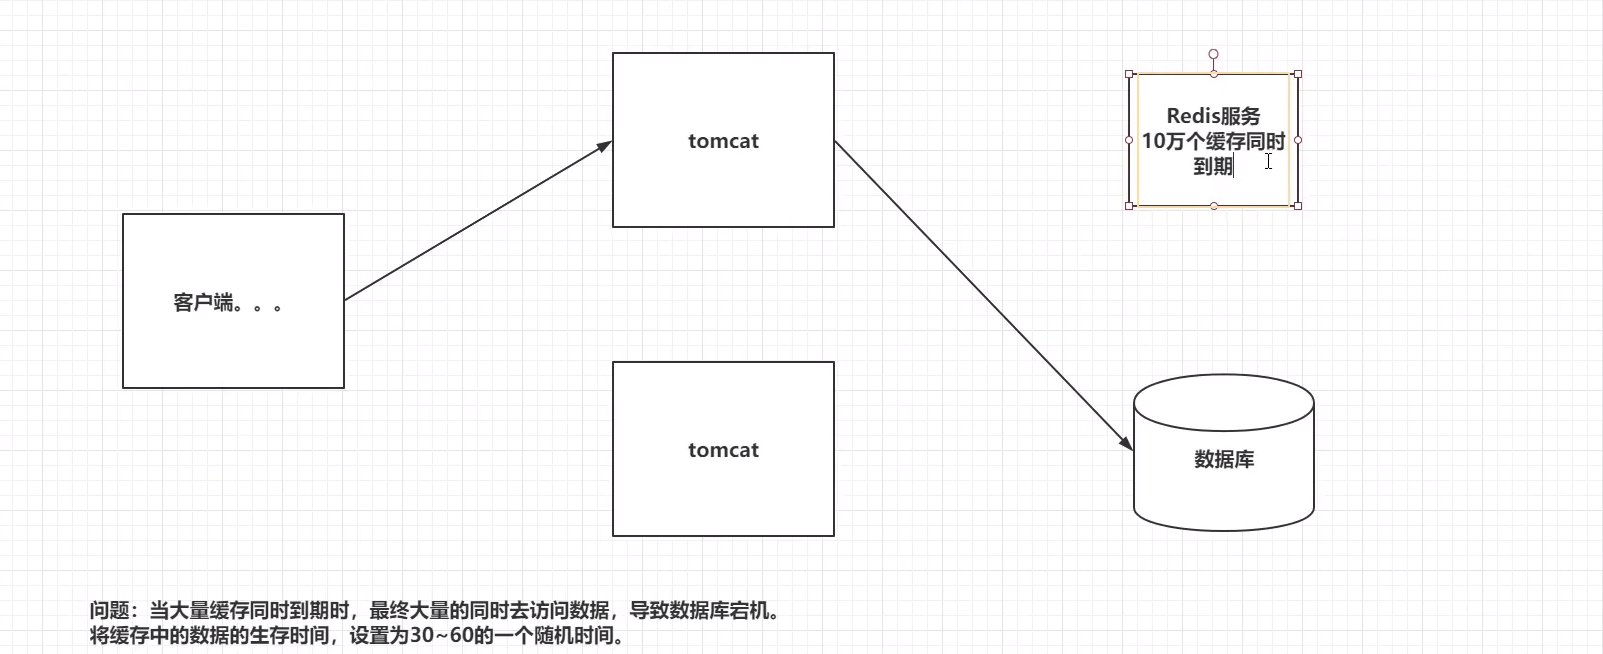 Redis服务
10万个缓存同时
到期
tomcat
客户端。。。
tomcat
数据库
问题：当大量缓存同时到期时，最终大量的同时去访问数据，导致数据库宕机。
将缓存中的数据的生存时间，设置为30~60的一个随机时间。